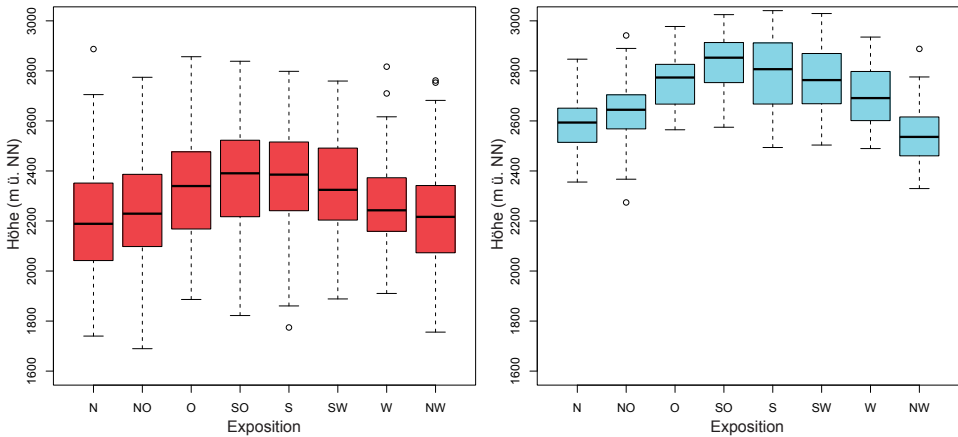 3000
2800
2600
2400
2200
2000
1800
1600
Höhe (m ü. NN)
N NO O SO S SW W NW
Exposition
3000
2800
2600
2400
2200
2000
1800
1600
Höhe (m ü. NN)
N NO O SO S SW W NW
Exposition